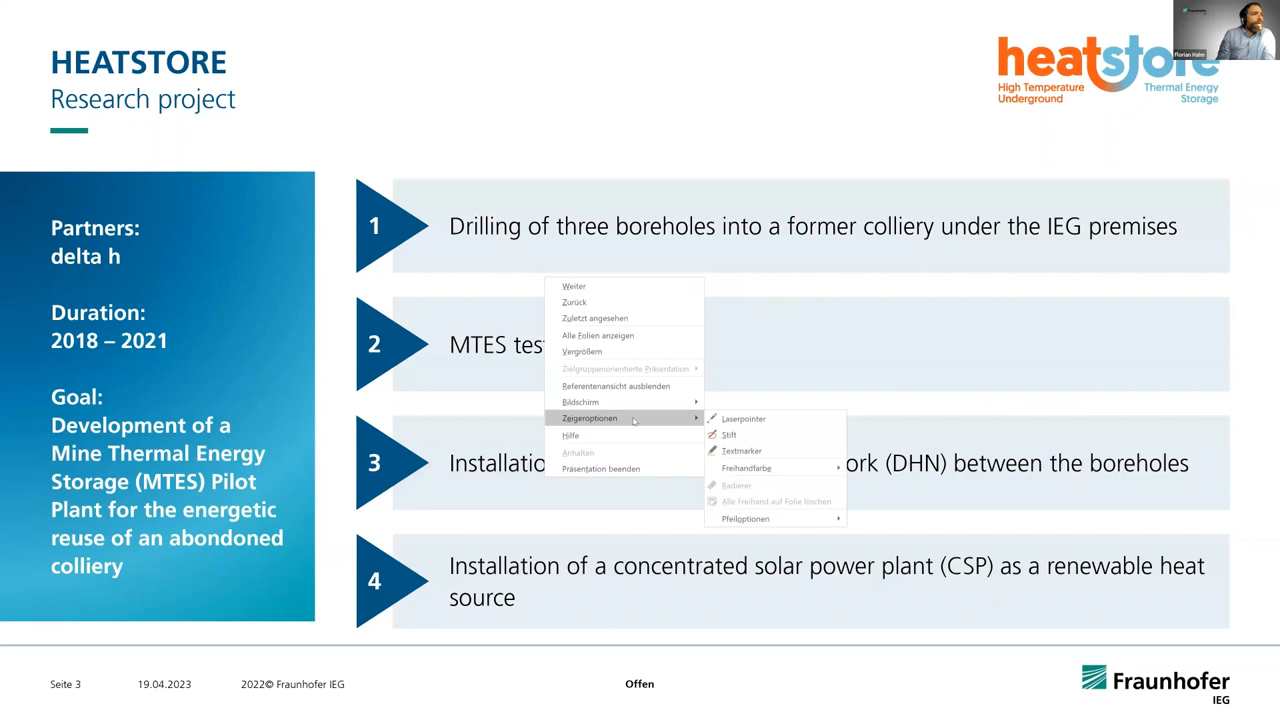 HEATSTORE
Research project
heatstore
High Temperature
Underground
Thermal Energy
Storage
Fraunhofer
Florian Hahn
Partners:
delta h
Duration:
2018 – 2021
Goal:
Development of a
Mine Thermal Energy
Storage (MTES) Pilot
Plant for the energetic
reuse of an abondoned
colliery
1
Drilling of three boreholes into a former colliery under the IEG premises
2
MTES
3
(DHN) between the boreholes
4
Installation of a concentrated solar power plant (CSP) as a renewable heat
source
Weiter
Zurück
Zuletzt angesehen
Alle Folien anzeigen
Vergrößern
Zielgruppenorientierte Präsentation
Referentenansicht ausblenden
Bildschirm
Zeigeroptionen
Hilfe
Anhalten
Präsentation beenden
Laserpointer
Stift
Textmarker
Freihandfarbe
Radierer
Alle Freihand auf Folie löschen
Pfeiloptionen
Seite 3
19.04.2023
2022© Fraunhofer IEG
Offen
Fraunhofer
IEG